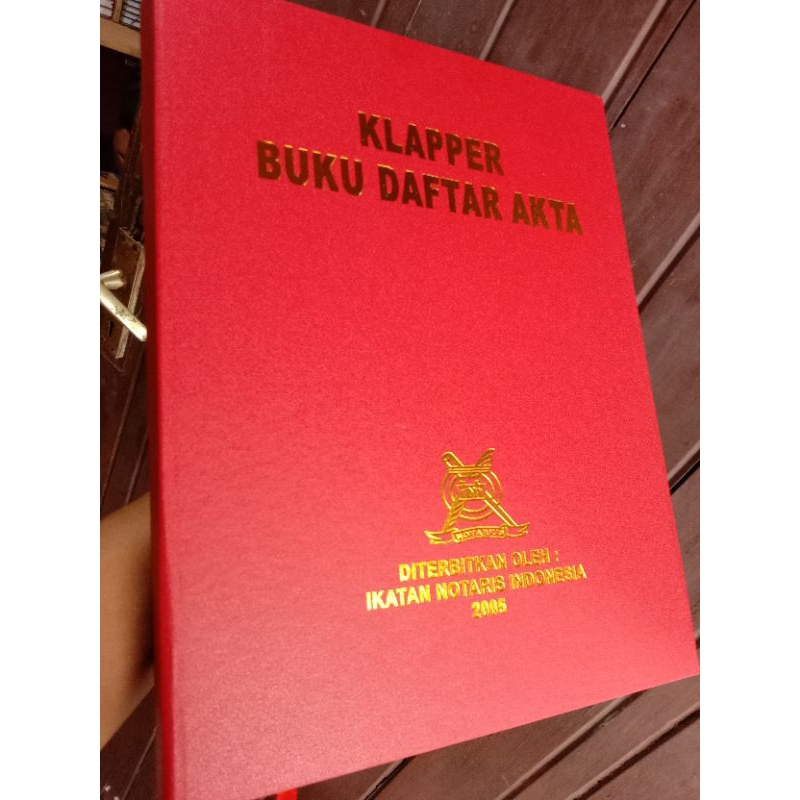 KLAPPER
BUKU DAFTAR AKTA
DITERBITKAN OLEH :
IKATAN NOTARIS INDONESIA
2005